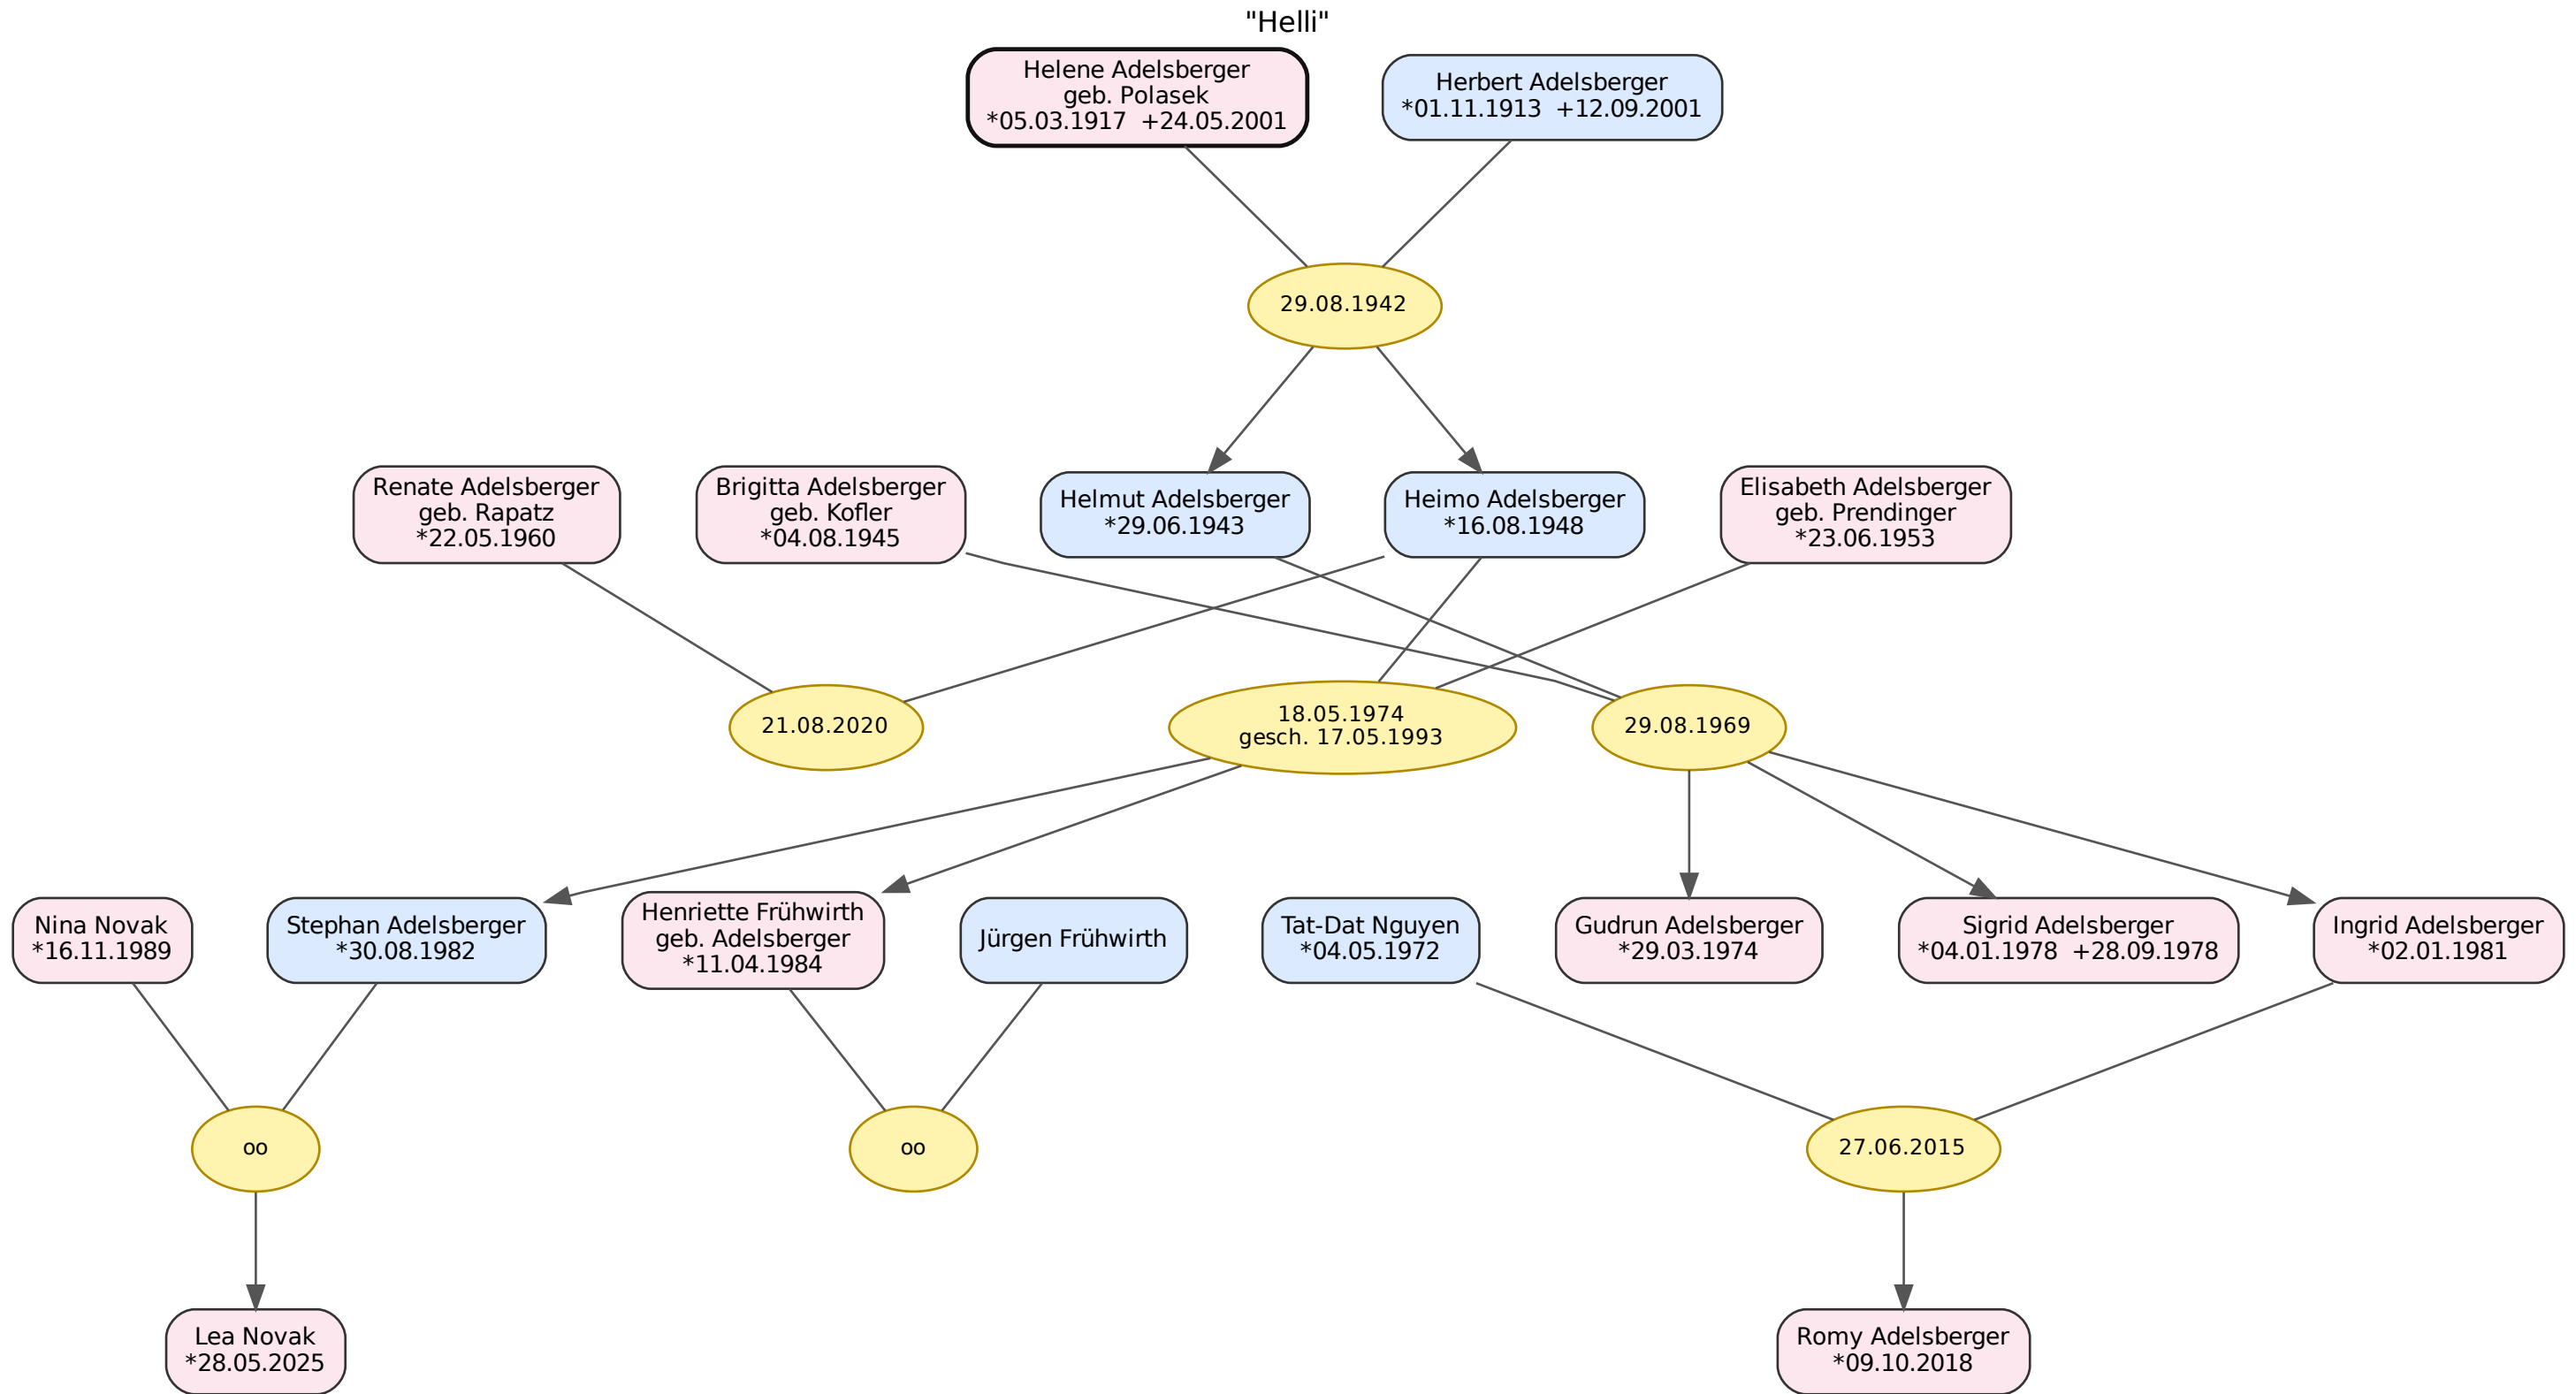 "Helli"
Helene Adelsberger
geb. Polasek
*05.03.1917  +24.05.2001
Herbert Adelsberger
*01.11.1913  +12.09.2001
29.08.1942
Renate Adelsberger
geb. Rapatz
*22.05.1960
Brigitta Adelsberger
geb. Kofler
*04.08.1945
Helmut Adelsberger
*29.06.1943
Heimo Adelsberger
*16.08.1948
Elisabeth Adelsberger
geb. Prendinger
*23.06.1953
21.08.2020
18.05.1974
gesch. 17.05.1993
29.08.1969
Nina Novak
*16.11.1989
Stephan Adelsberger
*30.08.1982
Henriette Frühwirth
geb. Adelsberger
*11.04.1984
Jürgen Frühwirth
Tat-Dat Nguyen
*04.05.1972
Gudrun Adelsberger
*29.03.1974
Sigrid Adelsberger
*04.01.1978  +28.09.1978
Ingrid Adelsberger
*02.01.1981
oo
oo
27.06.2015
Lea Novak
*28.05.2025
Romy Adelsberger
*09.10.2018